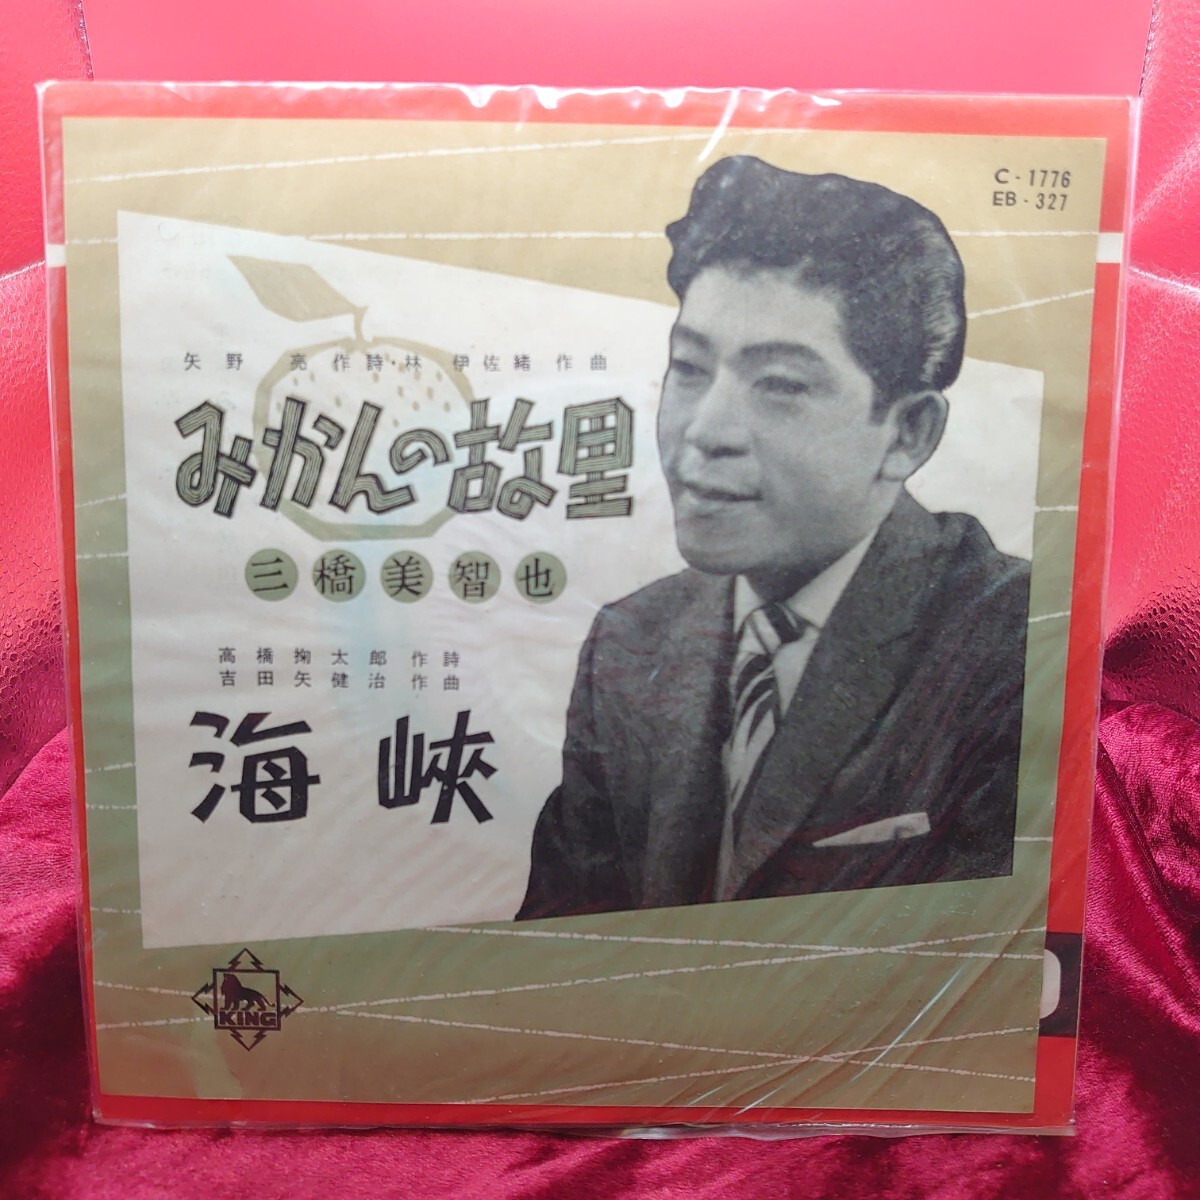 C-1776
EB-327
矢野 亮 作詩・林 伊佐緒 作曲
みかんの故里
三橋美智也
高橋掬太郎 作詩
吉田矢健治 作曲
海峡
KING